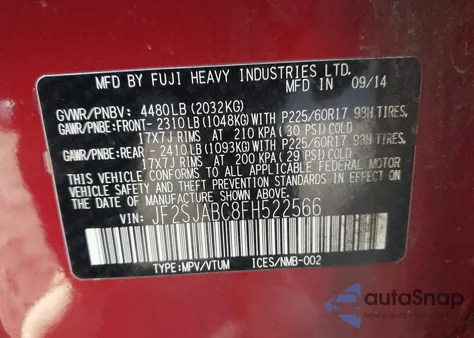 MFD BY FUJI HEAVY INDUSTRIES LTD. IN 09/14
GVWR/PNBV: 4480LB (2032KG)
GAWR/PNBE:FRONT-2310LB(1048KG)WITH P225/60R17 98H TIRES,
17X7J RIMS AT 210 KPA(30 PSI)COLD
GAWR/PNBE:REAR -2410LB(1093KG)WITH P225/60R17 98H TIRES,
17X7J RIMS AT 200 KPA(29 PSI)COLD
THIS VEHICLE CONFORMS TO ALL APPLICABLE FEDERAL MOTOR
VEHICLE SAFETY, BUMPER, AND THEFT PREVENTION STANDARDS
IN EFFECT ON THE DATE OF MANUFACTURE SHOWN ABOVE.
VIN: JF2SJABC8FH522566
TYPE:MPV/VTUM ICES/NMB-002
autoSnap